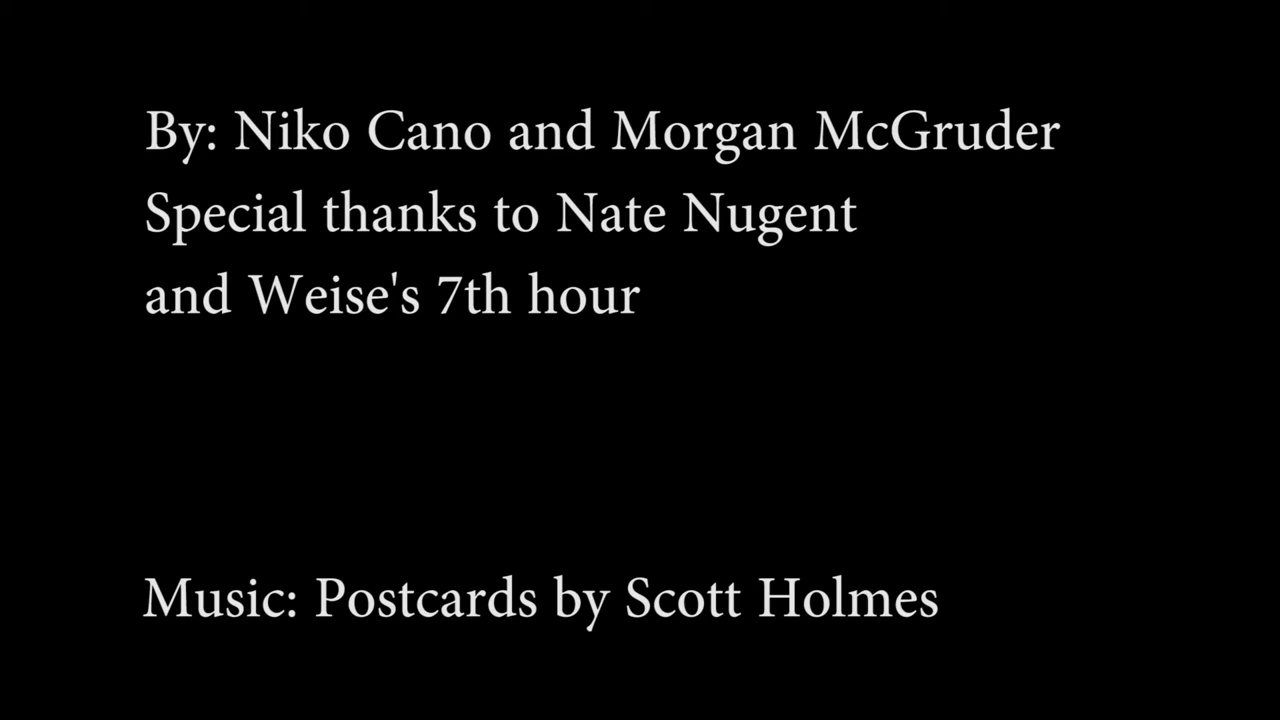 By: Niko Cano and Morgan McGruder
Special thanks to Nate Nugent
and Weise's 7th hour
Music: Postcards by Scott Holmes